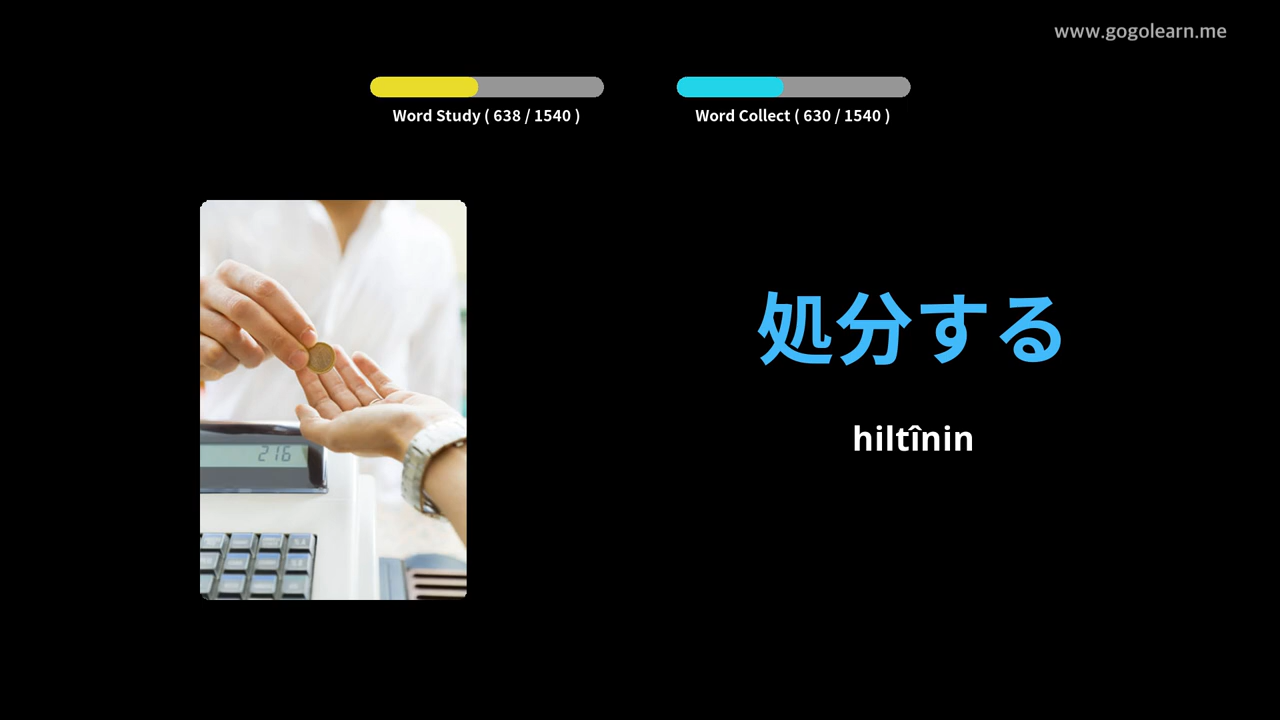 www.gogolearn.me
Word Study ( 638 / 1540 )
Word Collect ( 630 / 1540 )
処分する
hiltînin
216